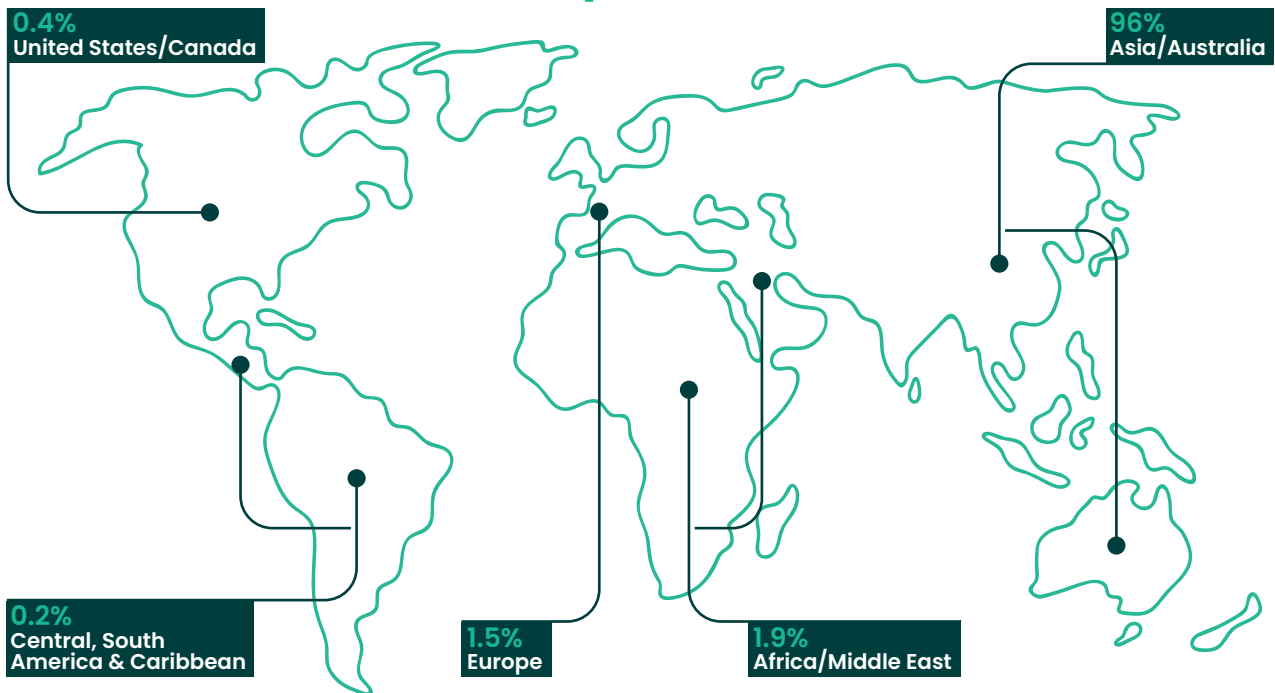 0.4%
United States/Canada
96%
Asia/Australia
0.2%
Central, South
America & Caribbean
1.5%
Europe
1.9%
Africa/Middle East